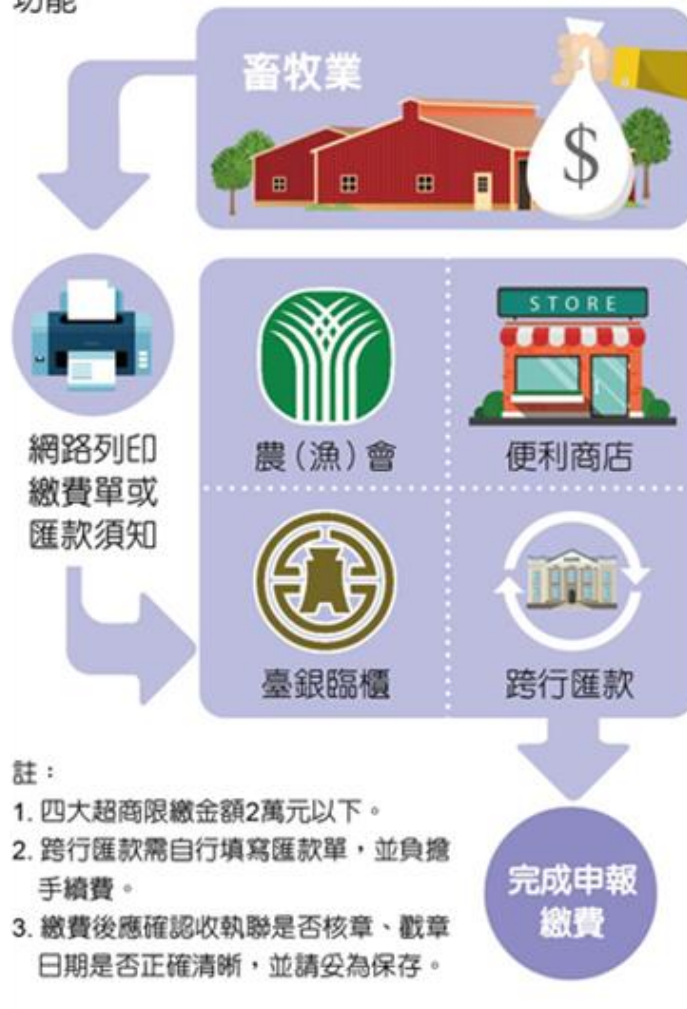 功能
畜牧業
$
STORE
網路列印
繳費單或
匯款須知
農(漁)會
便利商店
臺銀臨櫃
跨行匯款
註：
1. 四大超商限繳金額2萬元以下。
2. 跨行匯款需自行填寫匯款單，並負擔
手續費。
3. 繳費後應確認收執聯是否核章、戳章
日期是否正確清晰，並請妥為保存。
完成申報
繳費